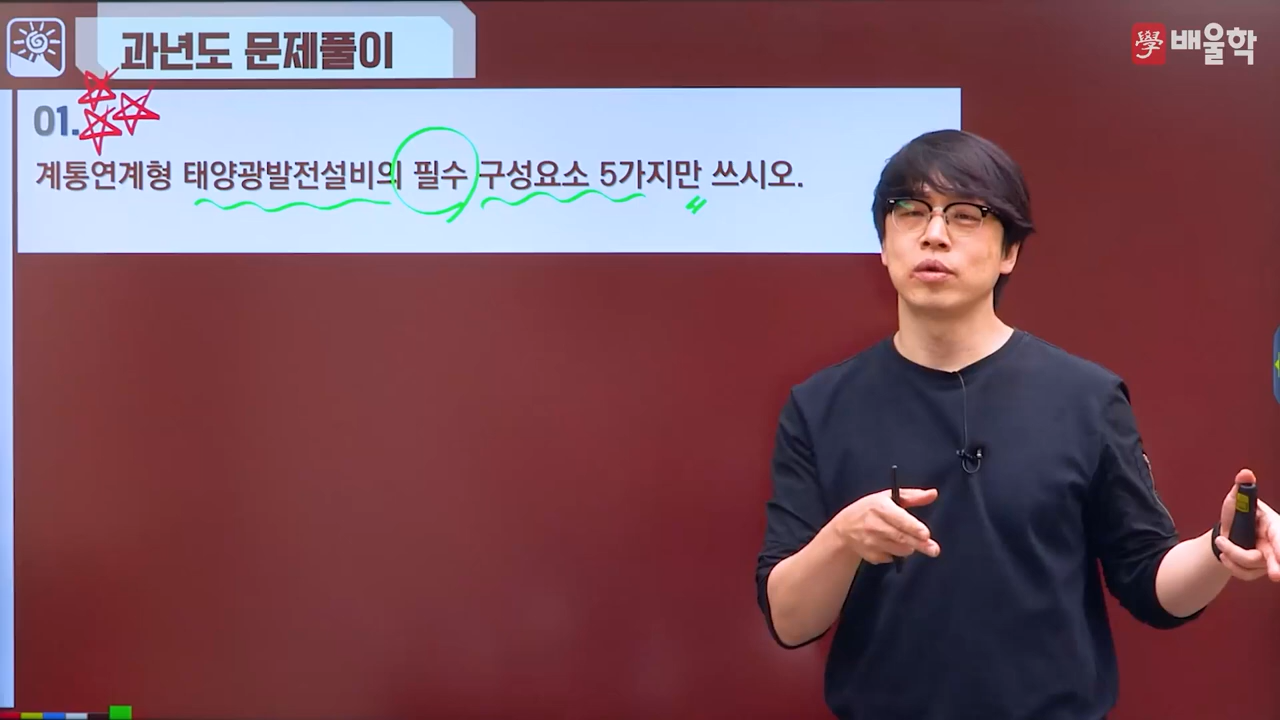 과년도 문제풀이
學 배울학
01.
계통연계형 태양광발전설비의 필수 구성요소 5가지만 쓰시오.